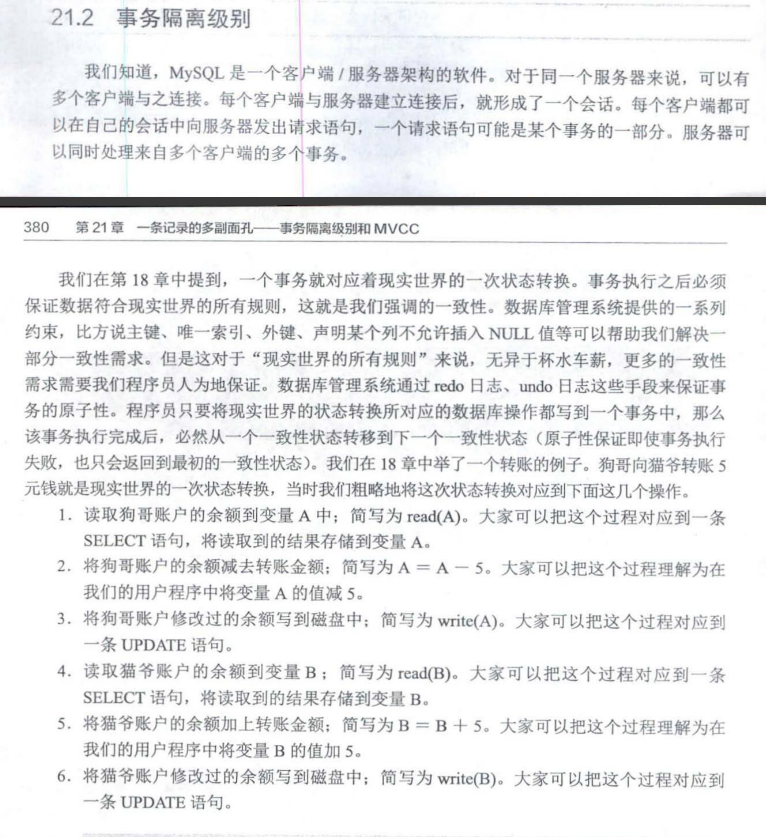 21.2 事务隔离级别
我们知道，MySQL 是一个客户端 / 服务器架构的软件。对于同一个服务器来说，可以有
多个客户端与之连接。每个客户端与服务器建立连接后，就形成了一个会话。每个客户端都可
以在自己的会话中向服务器发出请求语句，一个请求语句可能是某个事务的一部分。服务器可
以同时处理来自多个客户端的多个事务。
380 第 21 章 一条记录的多副面孔——事务隔离级别和 MVCC
我们在第 18 章中提到，一个事务就对应着现实世界的一次状态转换。事务执行之后必须
保证数据符合现实世界的所有规则，这就是我们强调的一致性。数据库管理系统提供的一系列
约束，比方说主键、唯一索引、外键、声明某个列不允许插入 NULL 值等可以帮助我们解决一
部分一致性需求。但是这对于“现实世界的所有规则”来说，无异于杯水车薪，更多的一致性
需求需要我们程序员人为地保证。数据库管理系统通过 redo 日志、undo 日志这些手段来保证事
务的原子性。程序员只要将现实世界的状态转换所对应的数据库操作都写到一个事务中，那么
该事务执行完成后，必然从一个一致性状态转移到下一个一致性状态（原子性保证即使事务执行
失败，也只会返回到最初的一致性状态）。我们在 18 章中举了一个转账的例子。狗哥向猫爷转账 5
元钱就是现实世界的一次状态转换，当时我们粗略地将这次状态转换对应到下面这几个操作。
1. 读取狗哥账户的余额到变量 A 中；简写为 read(A)。大家可以把这个过程对应到一条
SELECT 语句，将读取到的结果存储到变量 A。
2. 将狗哥账户的余额减去转账金额；简写为 A = A − 5。大家可以把这个过程理解为在
我们的用户程序中将变量 A 的值减 5。
3. 将狗哥账户修改过的余额写到磁盘中；简写为 write(A)。大家可以把这个过程对应到
一条 UPDATE 语句。
4. 读取猫爷账户的余额到变量 B；简写为 read(B)。大家可以把这个过程对应到一条
SELECT 语句，将读取到的结果存储到变量 B。
5. 将猫爷账户的余额加上转账金额；简写为 B = B + 5。大家可以把这个过程理解为在
我们的用户程序中将变量 B 的值加 5。
6. 将猫爷账户修改过的余额写到磁盘中；简写为 write(B)。大家可以把这个过程对应到
一条 UPDATE 语句。